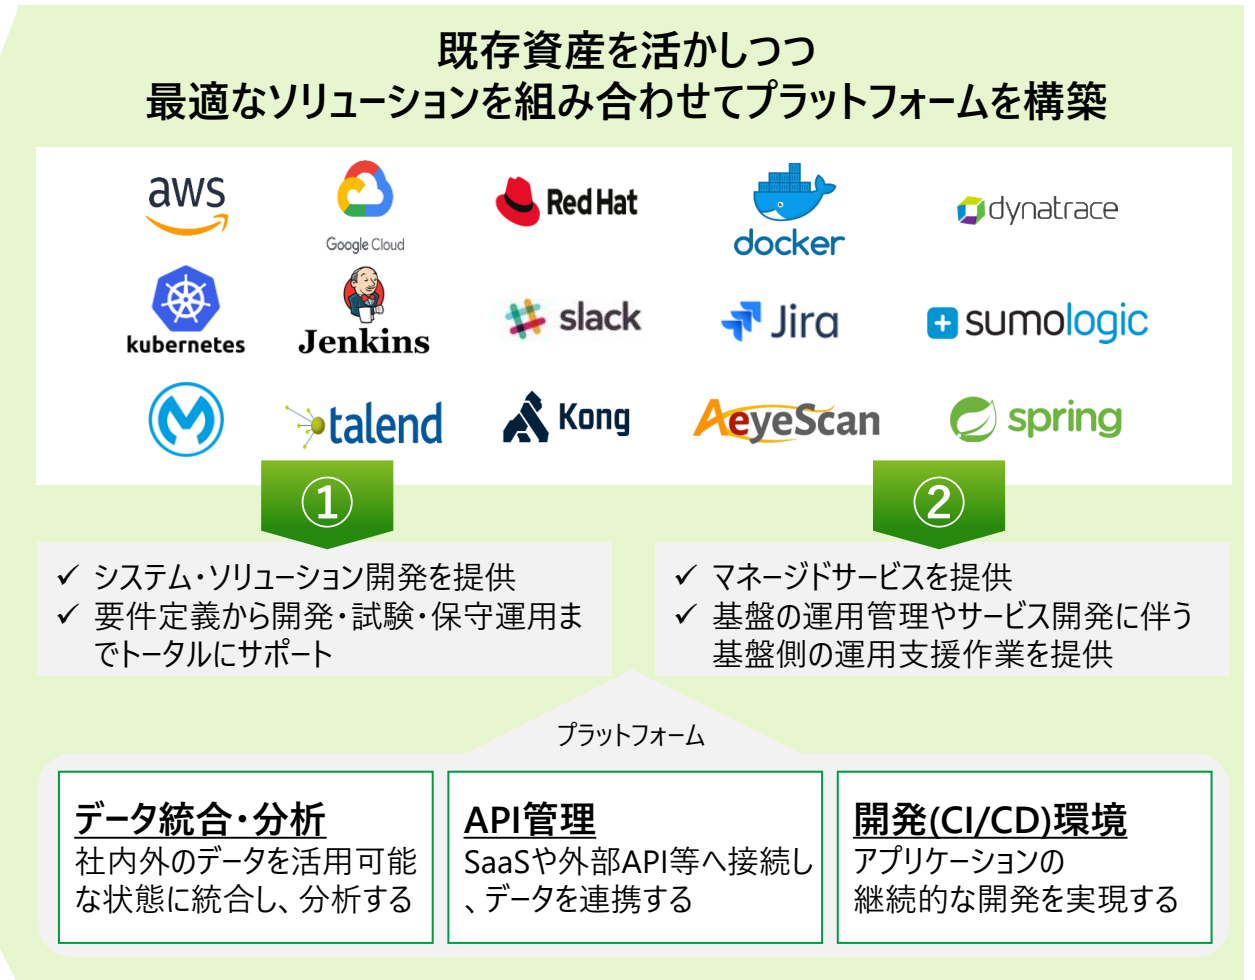 既存資産を活かしつつ
最適なソリューションを組み合わせてプラットフォームを構築
aws
Google Cloud
Red Hat
docker
dynatrace
kubernetes
Jenkins
slack
Jira
sumologic
talend
Kong
AeyeScan
spring
①
②
✓ システム・ソリューション開発を提供
✓ 要件定義から開発・試験・保守運用ま
でトータルにサポート
✓ マネージドサービスを提供
✓ 基盤の運用管理やサービス開発に伴う
基盤側の運用支援作業を提供
プラットフォーム
データ統合・分析
社内外のデータを活用可能
な状態に統合し、分析する
API管理
SaaSや外部API等へ接続し
、データを連携する
開発(CI/CD)環境
アプリケーションの
継続的な開発を実現する